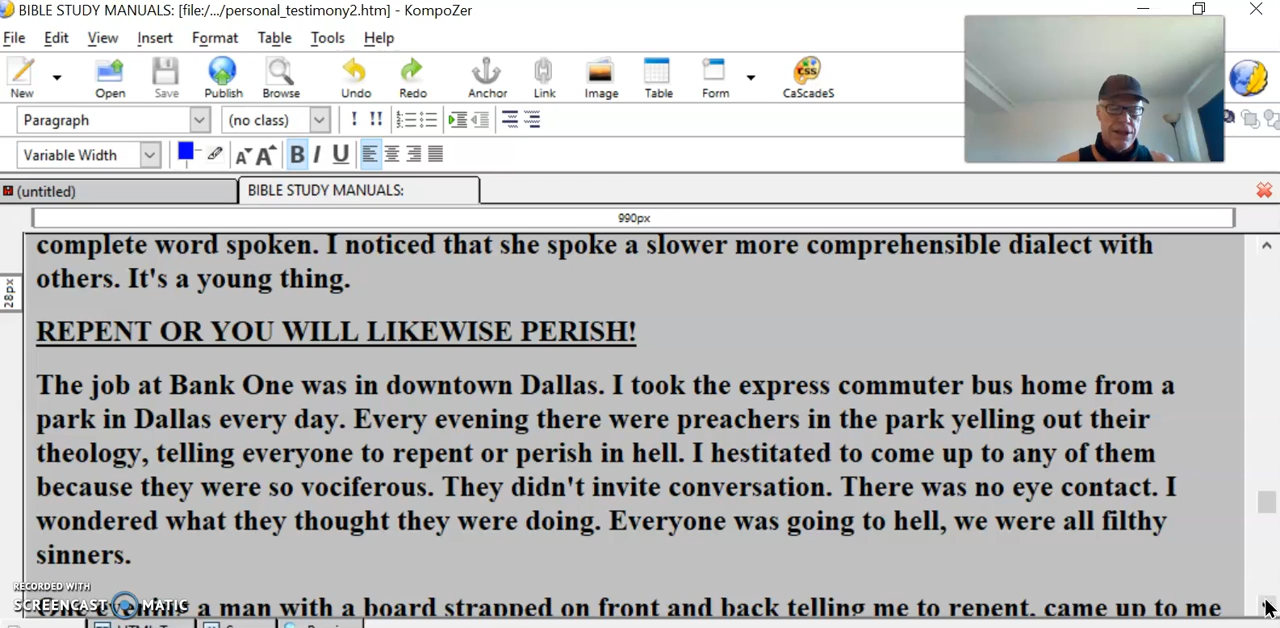 BIBLE STUDY MANUALS: [file:/.../personal_testimony2.htm] - KompoZer
File Edit View Insert Format Table Tools Help
New Open Save Publish Browse Undo Redo Anchor Link Image Table Form CaScadeS
Paragraph (no class) ! !!
Variable Width A A B I U
(untitled) BIBLE STUDY MANUALS:
990px
28px
complete word spoken. I noticed that she spoke a slower more comprehensible dialect with
others. It's a young thing.
REPENT OR YOU WILL LIKEWISE PERISH!
The job at Bank One was in downtown Dallas. I took the express commuter bus home from a
park in Dallas every day. Every evening there were preachers in the park yelling out their
theology, telling everyone to repent or perish in hell. I hestitated to come up to any of them
because they were so vociferous. They didn't invite conversation. There was no eye contact. I
wondered what they thought they were doing. Everyone was going to hell, we were all filthy
sinners.
One evening a man with a board strapped on front and back telling me to repent, came up to me
RECORDED WITH
SCREENCAST MATIC